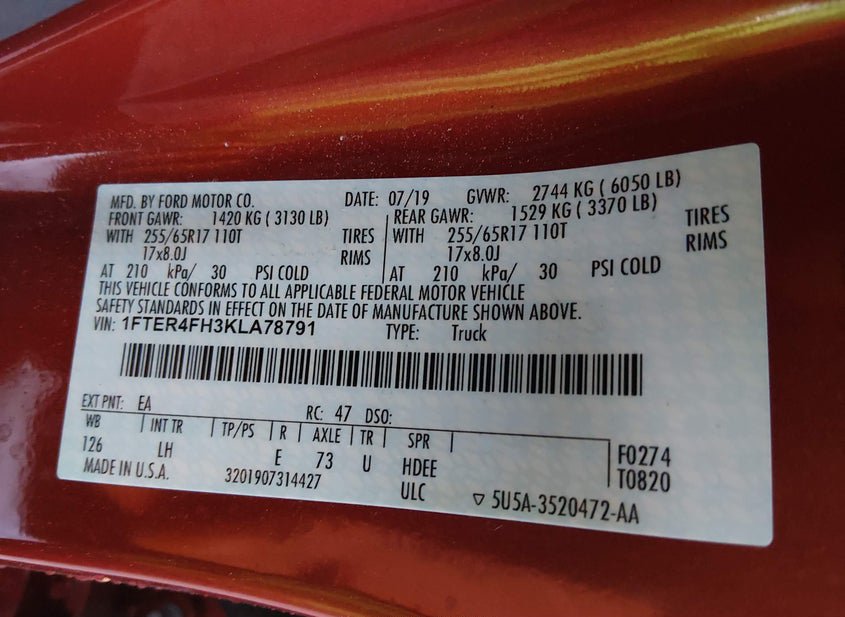 MFD. BY FORD MOTOR CO. DATE: 07/19 GVWR: 2744 KG ( 6050 LB)
FRONT GAWR: 1420 KG ( 3130 LB) REAR GAWR: 1529 KG ( 3370 LB)
WITH 255/65R17 110T TIRES WITH 255/65R17 110T TIRES
17x8.0J RIMS 17x8.0J RIMS
AT 210 kPa/ 30 PSI COLD AT 210 kPa/ 30 PSI COLD
THIS VEHICLE CONFORMS TO ALL APPLICABLE FEDERAL MOTOR VEHICLE
SAFETY STANDARDS IN EFFECT ON THE DATE OF MANUFACTURE SHOWN ABOVE.
VIN: 1FTER4FH3KLA78791 TYPE: Truck
EXT PNT: EA RC: 47 DSO:
WB INT TR TP/PS R AXLE TR SPR
126 LH E 73 U HDEE F0274
MADE IN U.S.A. 3201907314427 ULC T0820
▽ 5U5A-3520472-AA